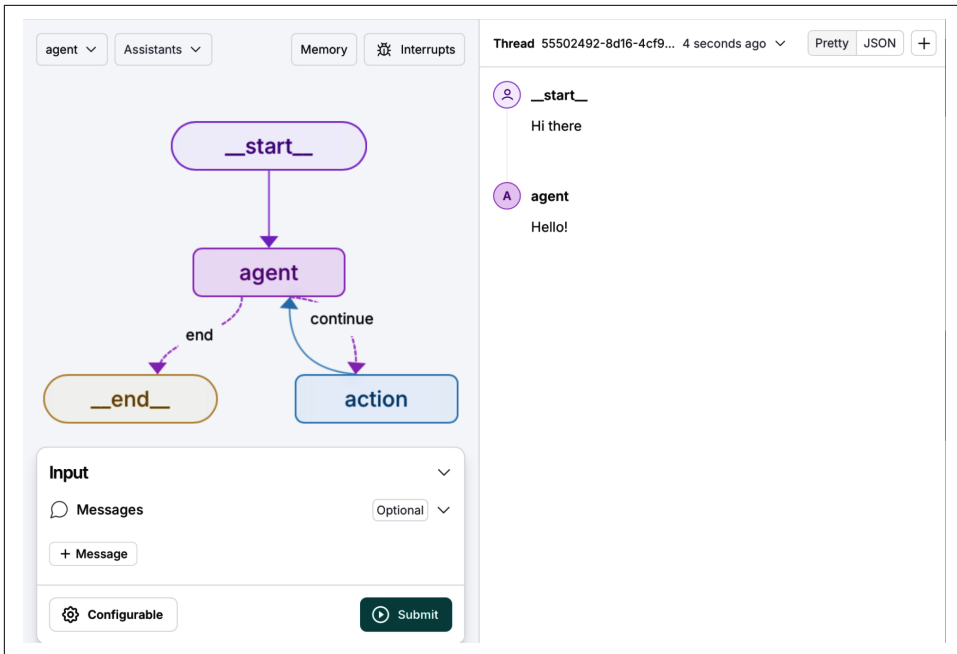 agent Assistants Memory Interrupts
__start__
agent
end
continue
__end__
action
Input
Messages Optional
+ Message
Configurable Submit
Thread 55502492-8d16-4cf9... 4 seconds ago Pretty JSON +
__start__
Hi there
A agent
Hello!